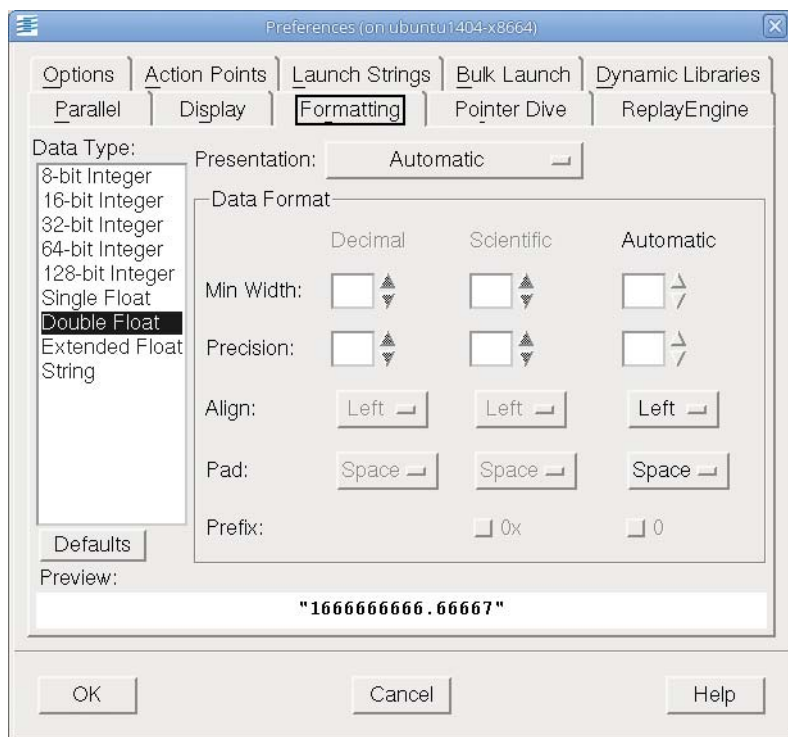 Preferences (on ubuntu1404-x8664)
Options Action Points Launch Strings Bulk Launch Dynamic Libraries
Parallel Display Formatting Pointer Dive ReplayEngine
Data Type:
8-bit Integer
16-bit Integer
32-bit Integer
64-bit Integer
128-bit Integer
Single Float
Double Float
Extended Float
String
Defaults
Presentation: Automatic
Data Format
Decimal Scientific Automatic
Min Width:
Precision:
Align: Left Left Left
Pad: Space Space Space
Prefix: 0x 0
Preview:
"1666666666.66667"
OK Cancel Help